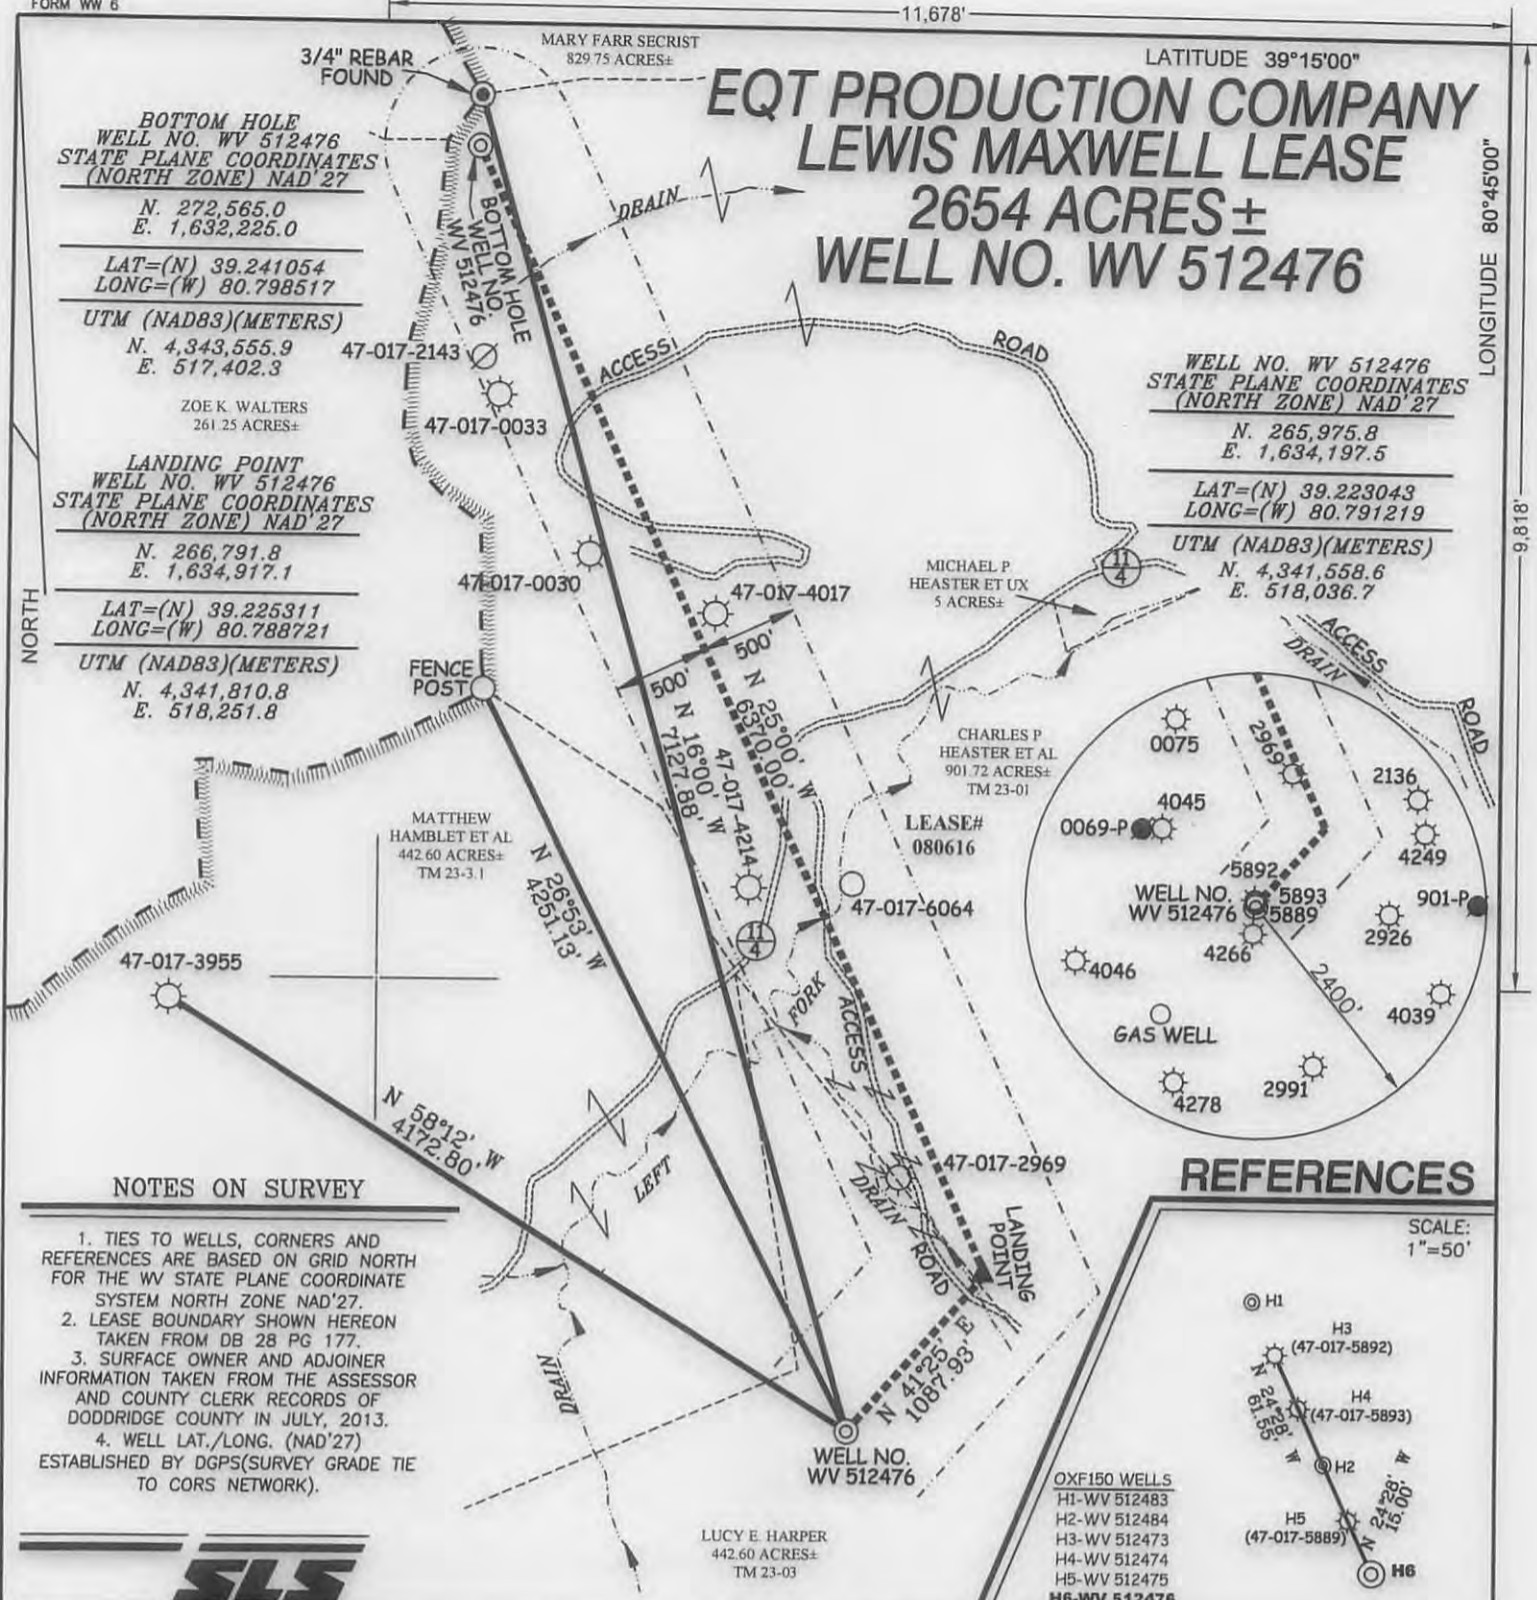 FORM WW 6
11,678'
LATITUDE 39°15'00"
EQT PRODUCTION COMPANY
LEWIS MAXWELL LEASE
2654 ACRES±
WELL NO. WV 512476
LONGITUDE 80°45'00"
9,818'
3/4" REBAR
FOUND
MARY FARR SECRIST
829.75 ACRES±
BOTTOM HOLE
WELL NO. WV 512476
STATE PLANE COORDINATES
(NORTH ZONE) NAD'27
N. 272,565.0
E. 1,632,225.0
LAT=(N) 39.241054
LONG=(W) 80.798517
UTM (NAD83)(METERS)
N. 4,343,555.9
E. 517,402.3
ZOE K. WALTERS
261.25 ACRES±
LANDING POINT
WELL NO. WV 512476
STATE PLANE COORDINATES
(NORTH ZONE) NAD'27
N. 266,791.8
E. 1,634,917.1
LAT=(N) 39.225311
LONG=(W) 80.788721
UTM (NAD83)(METERS)
N. 4,341,810.8
E. 518,251.8
NORTH
BOTTOM HOLE
WELL NO.
WV 512476
DRAIN
47-017-2143
47-017-0033
ACCESS
ROAD
47-017-0030
47-017-4017
500'
500'
FENCE
POST
N 25°00' W
6370.00'
N 16°00' W
7127.88'
47-017-4214
WELL NO. WV 512476
STATE PLANE COORDINATES
(NORTH ZONE) NAD'27
N. 265,975.8
E. 1,634,197.5
LAT=(N) 39.223043
LONG=(W) 80.791219
UTM (NAD83)(METERS)
N. 4,341,558.6
E. 518,036.7
MICHAEL P
HEASTER ET UX
5 ACRES±
11
4
ACCESS
ROAD
DRAIN
CHARLES P
HEASTER ET AL
901.72 ACRES±
TM 23-01
LEASE#
080616
47-017-6064
MATTHEW
HAMBLET ET AL
442.60 ACRES±
TM 23-3.1
N 26°53' W
4251.13'
47-017-3955
11
4
FORK
ACCESS
N 58°12' W
4172.80'
LEFT
47-017-2969
DRAIN
ROAD
LANDING
POINT
N 41°25' E
1087.93'
DRAIN
WELL NO.
WV 512476
LUCY E. HARPER
442.60 ACRES±
TM 23-03
0075
2969
2136
4045
0069-P
4249
5892
WELL NO.
WV 512476
5893
5889
901-P
2926
4266
4046
2400'
4039
GAS WELL
2991
4278
NOTES ON SURVEY
1. TIES TO WELLS, CORNERS AND
REFERENCES ARE BASED ON GRID NORTH
FOR THE WV STATE PLANE COORDINATE
SYSTEM NORTH ZONE NAD'27.
2. LEASE BOUNDARY SHOWN HEREON
TAKEN FROM DB 28 PG 177.
3. SURFACE OWNER AND ADJOINER
INFORMATION TAKEN FROM THE ASSESSOR
AND COUNTY CLERK RECORDS OF
DODDRIDGE COUNTY IN JULY, 2013.
4. WELL LAT./LONG. (NAD'27)
ESTABLISHED BY DGPS(SURVEY GRADE TIE
TO CORS NETWORK).
SLS
REFERENCES
SCALE:
1"=50'
H1
H3
(47-017-5892)
H4
(47-017-5893)
N 24°28' W
61.55'
H2
H5
(47-017-5889)
N 24°28' W
15.00'
H6
OXF150 WELLS
H1-WV 512483
H2-WV 512484
H3-WV 512473
H4-WV 512474
H5-WV 512475
H6-WV 512476